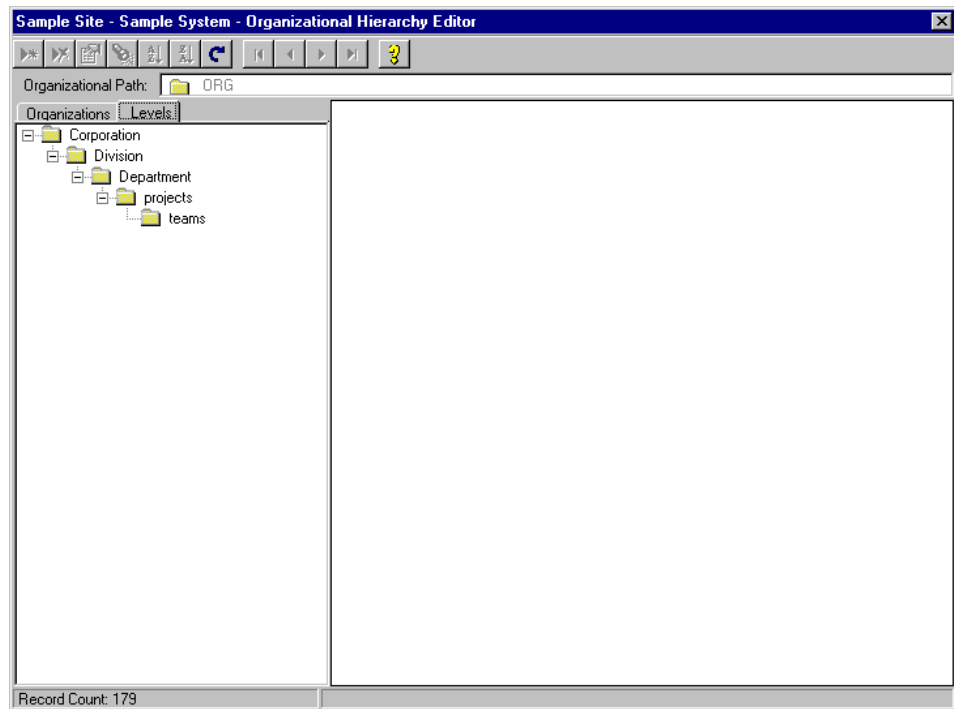 Sample Site - Sample System - Organizational Hierarchy Editor
Organizational Path: ORG
Organizations Levels
Corporation
Division
Department
projects
teams
Record Count: 179